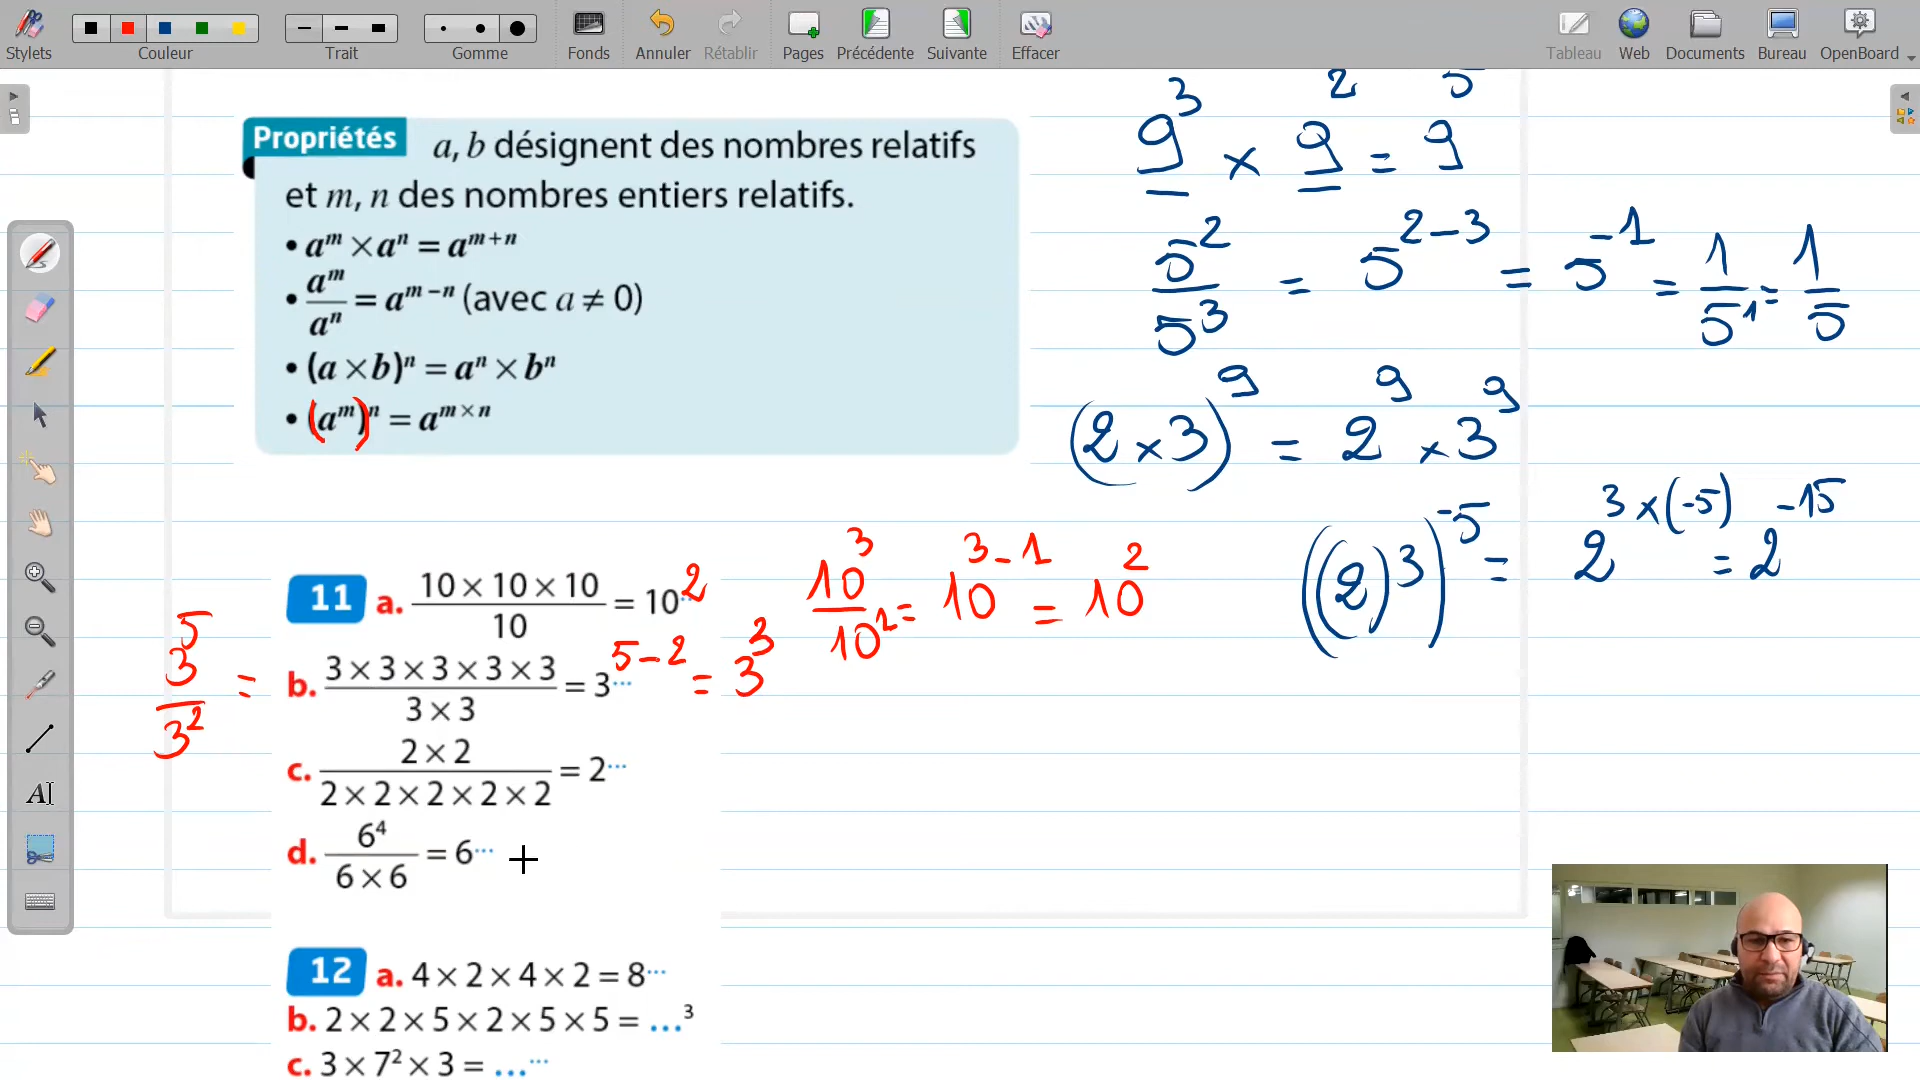 Stylets Couleur Trait Gomme Fonds Annuler Rétablir Pages Précédente Suivante Effacer Tableau Web Documents Bureau OpenBoard
Propriétés a, b désignent des nombres relatifs
et m, n des nombres entiers relatifs.
• a^m × a^n = a^(m+n)
• a^m / a^n = a^(m−n) (avec a ≠ 0)
• (a × b)^n = a^n × b^n
• (a^m)^n = a^(m×n)
9^3 × 9^2 = 9^5
5^2 / 5^3 = 5^(2−3) = 5^(−1) = 1 / 5^1 = 1 / 5
(2 × 3)^9 = 2^9 × 3^9
((2)^3)^(−5) = 2^(3×(−5)) = 2^(−15)
11 a. 10 × 10 × 10 / 10 = 10^2
10^3 / 10^1 = 10^(3−1) = 10^2
3^5 / 3^2 =
b. 3 × 3 × 3 × 3 × 3 / 3 × 3 = 3^(5−2) = 3^3
c. 2 × 2 / 2 × 2 × 2 × 2 × 2 = 2^…
d. 6^4 / 6 × 6 = 6^…
12 a. 4 × 2 × 4 × 2 = 8^…
b. 2 × 2 × 5 × 2 × 5 × 5 = …^3
c. 3 × 7^2 × 3 = …^…